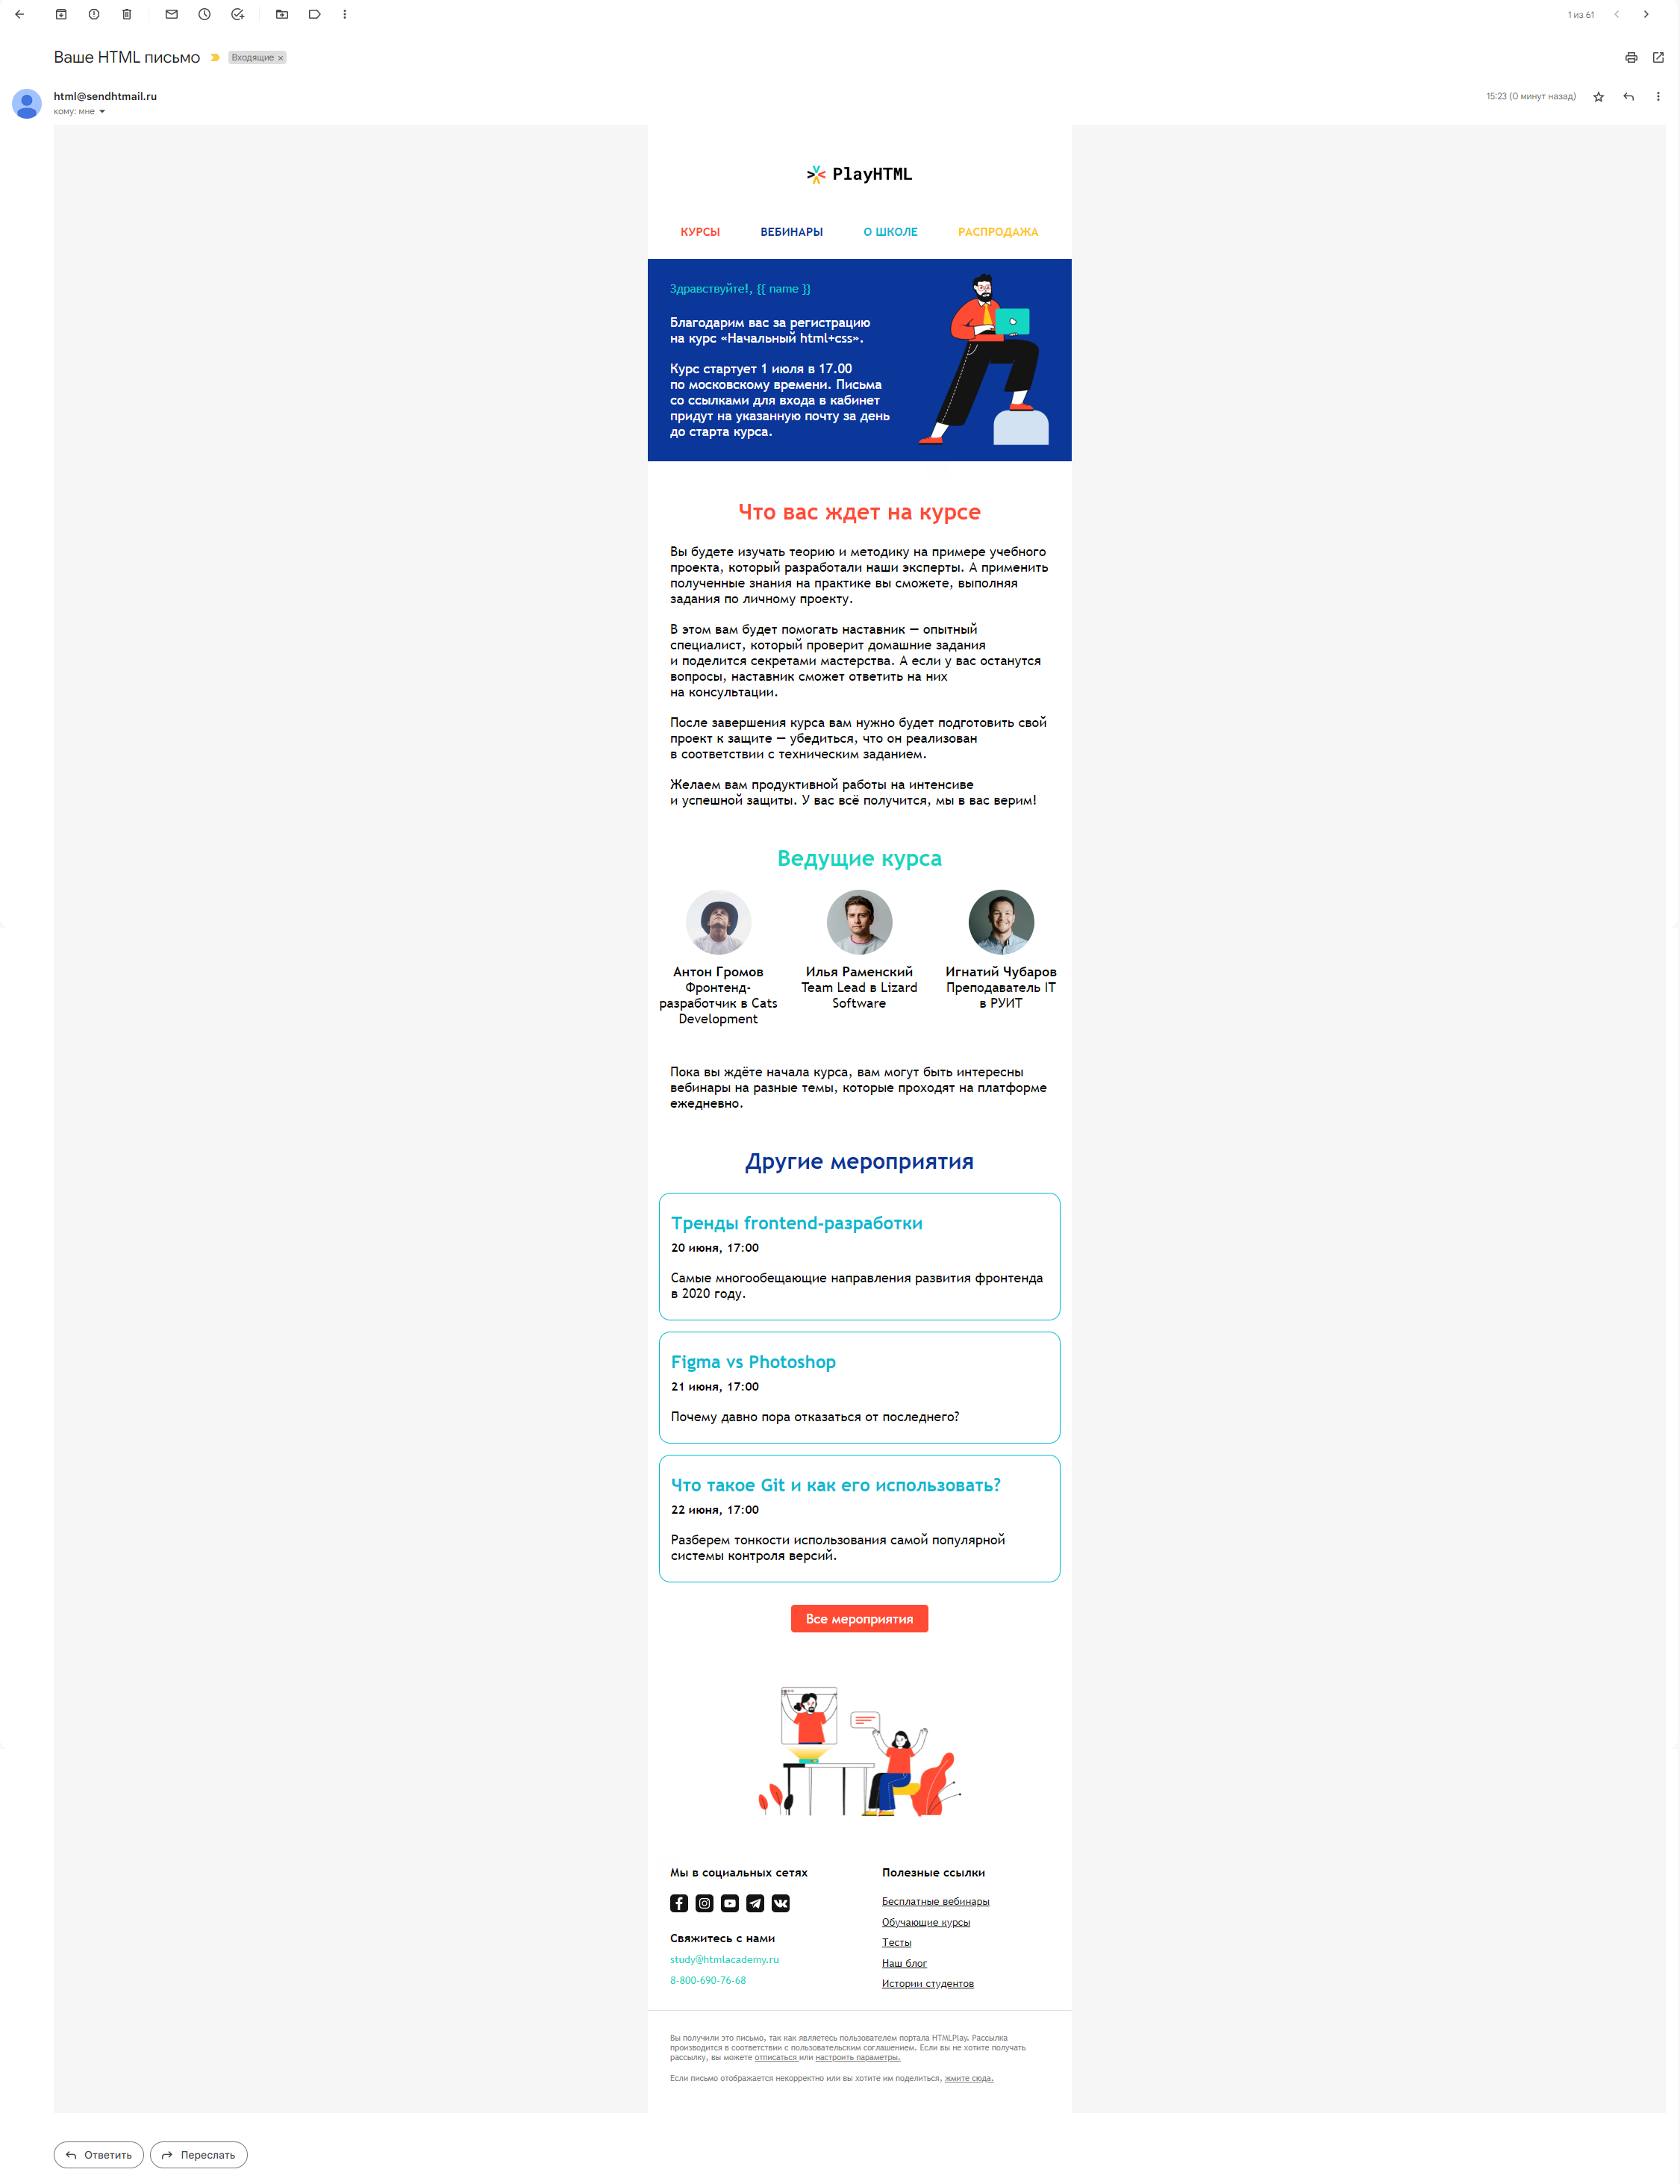 1 из 61
Ваше HTML письмо
Входящие ×
html@sendhtmail.ru
15:23 (0 минут назад)
кому: мне
PlayHTML
КУРСЫ ВЕБИНАРЫ О ШКОЛЕ РАСПРОДАЖА
Здравствуйте!, {{ name }}
Благодарим вас за регистрацию
на курс «Начальный html+css».
Курс стартует 1 июля в 17.00
по московскому времени. Письма
со ссылками для входа в кабинет
придут на указанную почту за день
до старта курса.
Что вас ждет на курсе
Вы будете изучать теорию и методику на примере учебного
проекта, который разработали наши эксперты. А применить
полученные знания на практике вы сможете, выполняя
задания по личному проекту.
В этом вам будет помогать наставник — опытный
специалист, который проверит домашние задания
и поделится секретами мастерства. А если у вас останутся
вопросы, наставник сможет ответить на них
на консультации.
После завершения курса вам нужно будет подготовить свой
проект к защите — убедиться, что он реализован
в соответствии с техническим заданием.
Желаем вам продуктивной работы на интенсиве
и успешной защиты. У вас всё получится, мы в вас верим!
Ведущие курса
Антон Громов
Фронтенд-
разработчик в Cats
Development
Илья Раменский
Team Lead в Lizard
Software
Игнатий Чубаров
Преподаватель IT
в РУИТ
Пока вы ждёте начала курса, вам могут быть интересны
вебинары на разные темы, которые проходят на платформе
ежедневно.
Другие мероприятия
Тренды frontend-разработки
20 июня, 17:00
Самые многообещающие направления развития фронтенда
в 2020 году.
Figma vs Photoshop
21 июня, 17:00
Почему давно пора отказаться от последнего?
Что такое Git и как его использовать?
22 июня, 17:00
Разберем тонкости использования самой популярной
системы контроля версий.
Все мероприятия
Мы в социальных сетях
Свяжитесь с нами
study@htmlacademy.ru
8-800-690-76-68
Полезные ссылки
Бесплатные вебинары
Обучающие курсы
Тесты
Наш блог
Истории студентов
Вы получили это письмо, так как являетесь пользователем портала HTMLPlay. Рассылка
производится в соответствии с пользовательским соглашением. Если вы не хотите получать
рассылку, вы можете отписаться или настроить параметры.
Если письмо отображается некорректно или вы хотите им поделиться, жмите сюда.
Ответить
Переслать